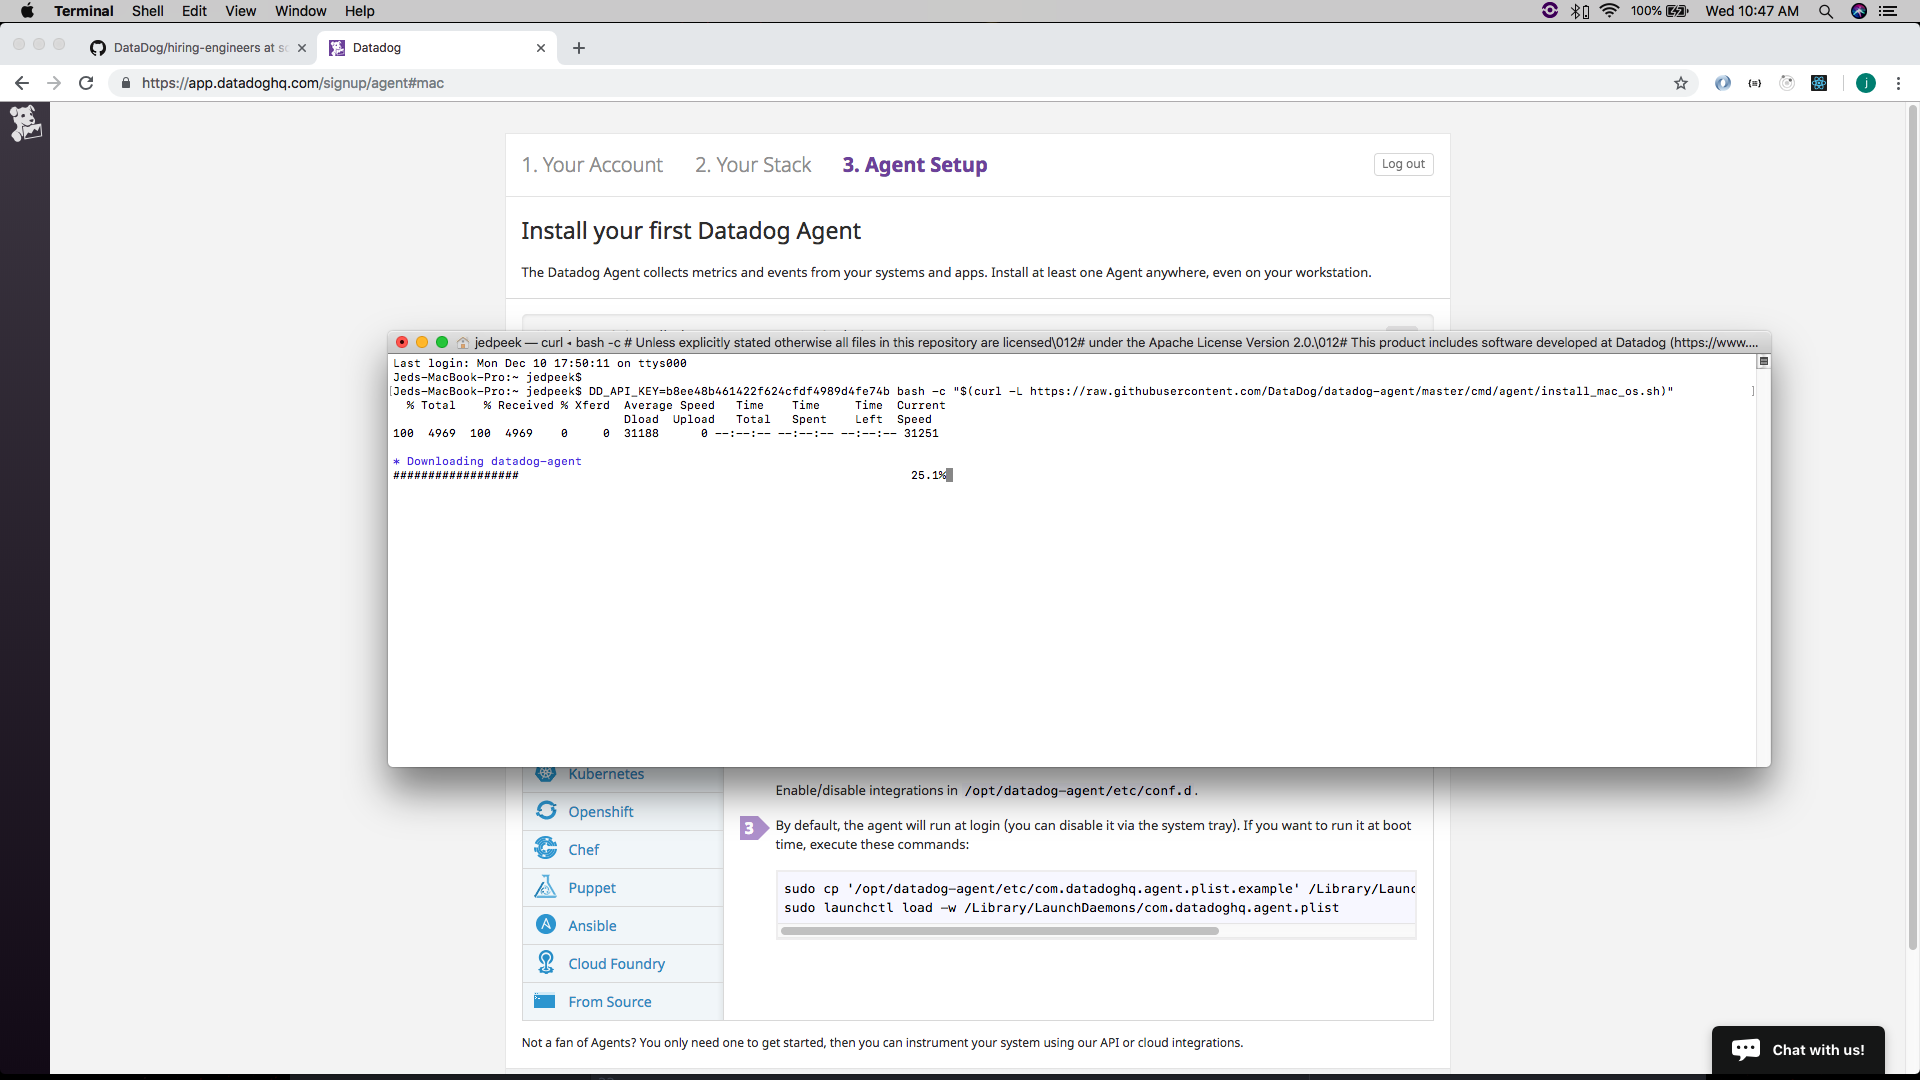 Terminal Shell Edit View Window Help 100% Wed 10:47 AM
DataDog/hiring-engineers at so Datadog
https://app.datadoghq.com/signup/agent#mac j
1. Your Account 2. Your Stack 3. Agent Setup Log out
Install your first Datadog Agent
The Datadog Agent collects metrics and events from your systems and apps. Install at least one Agent anywhere, even on your workstation.
jedpeek — curl ◂ bash -c # Unless explicitly stated otherwise all files in this repository are licensed\012# under the Apache License Version 2.0.\012# This product includes software developed at Datadog (https://www....
Last login: Mon Dec 10 17:50:11 on ttys000
Jeds-MacBook-Pro:~ jedpeek$
[Jeds-MacBook-Pro:~ jedpeek$ DD_API_KEY=b8ee48b461422f624cfdf4989d4fe74b bash -c "$(curl -L https://raw.githubusercontent.com/DataDog/datadog-agent/master/cmd/agent/install_mac_os.sh)" ]
% Total % Received % Xferd Average Speed Time Time Time Current
Dload Upload Total Spent Left Speed
100 4969 100 4969 0 0 31188 0 --:--:-- --:--:-- --:--:-- 31251
* Downloading datadog-agent
################## 25.1%
Kubernetes
Openshift
Chef
Puppet
Ansible
Cloud Foundry
From Source
Enable/disable integrations in /opt/datadog-agent/etc/conf.d.
3 By default, the agent will run at login (you can disable it via the system tray). If you want to run it at boot
time, execute these commands:
sudo cp '/opt/datadog-agent/etc/com.datadoghq.agent.plist.example' /Library/Launc
sudo launchctl load -w /Library/LaunchDaemons/com.datadoghq.agent.plist
Not a fan of Agents? You only need one to get started, then you can instrument your system using our API or cloud integrations.
Chat with us!